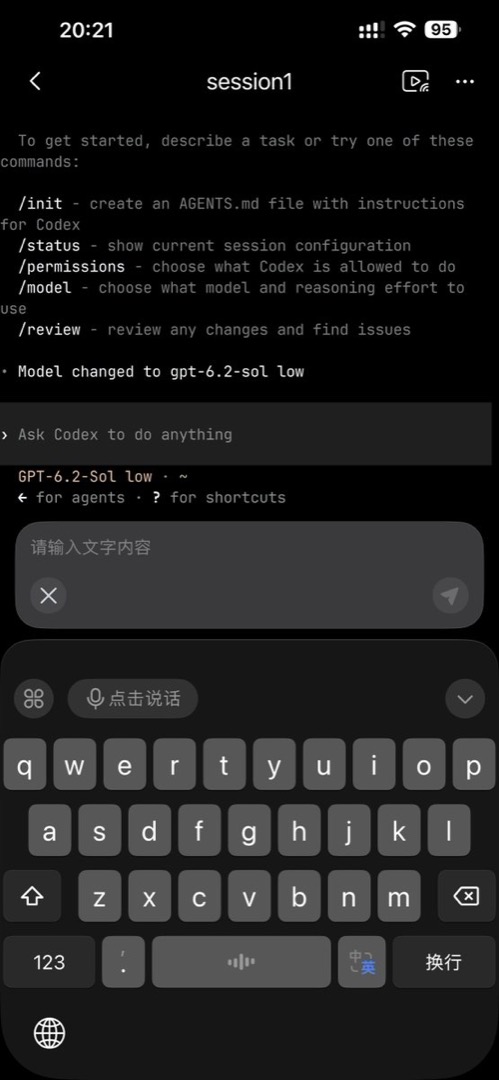 20:21
95
session1
To get started, describe a task or try one of these
commands:
/init - create an AGENTS.md file with instructions
for Codex
/status - show current session configuration
/permissions - choose what Codex is allowed to do
/model - choose what model and reasoning effort to
use
/review - review any changes and find issues
• Model changed to gpt-6.2-sol low
› Ask Codex to do anything
GPT-6.2-Sol low · ~
← for agents · ? for shortcuts
请输入文字内容
点击说话
q w e r t y u i o p
a s d f g h j k l
z x c v b n m
123 , . 中 英 换行